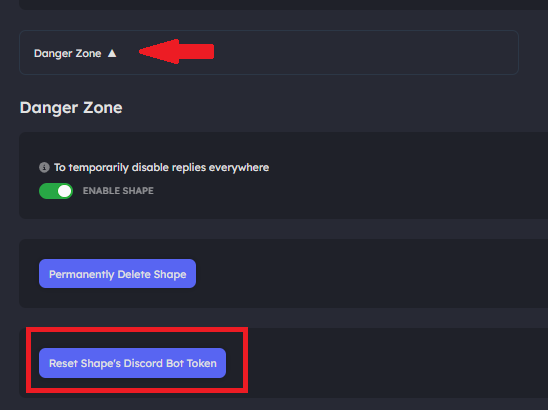 Danger Zone ▲
Danger Zone
To temporarily disable replies everywhere
ENABLE SHAPE
Permanently Delete Shape
Reset Shape's Discord Bot Token